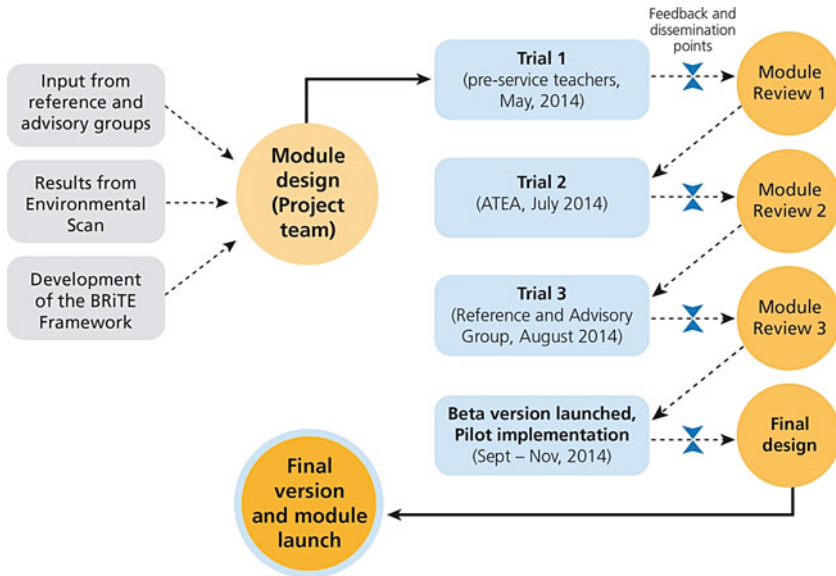 Input from
reference and
advisory groups
Results from
Environmental
Scan
Development
of the BRiTE
Framework
Module
design
(Project
team)
Feedback and
dissemination
points
Trial 1
(pre-service teachers,
May, 2014)
Module
Review 1
Trial 2
(ATEA, July 2014)
Module
Review 2
Trial 3
(Reference and Advisory
Group, August 2014)
Module
Review 3
Beta version launched,
Pilot implementation
(Sept – Nov, 2014)
Final
design
Final
version
and module
launch